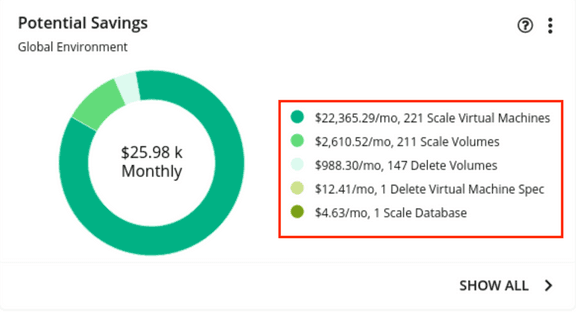 Potential Savings
Global Environment
$25.98 k
Monthly
$22,365.29/mo, 221 Scale Virtual Machines
$2,610.52/mo, 211 Scale Volumes
$988.30/mo, 147 Delete Volumes
$12.41/mo, 1 Delete Virtual Machine Spec
$4.63/mo, 1 Scale Database
SHOW ALL